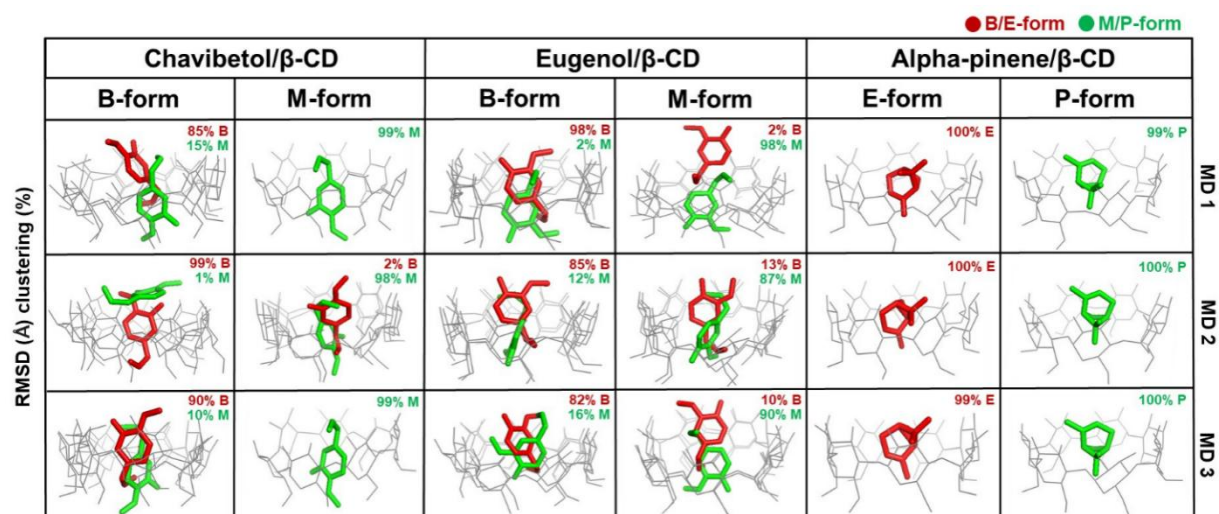 B/E-form M/P-form
Chavibetol/β-CD Eugenol/β-CD Alpha-pinene/β-CD
B-form M-form B-form M-form E-form P-form
RMSD (Å) clustering (%)
85% B
15% M
99% M
98% B
2% M
2% B
98% M
100% E
99% P
MD 1
99% B
1% M
2% B
98% M
85% B
12% M
13% B
87% M
100% E
100% P
MD 2
90% B
10% M
99% M
82% B
16% M
10% B
90% M
99% E
100% P
MD 3